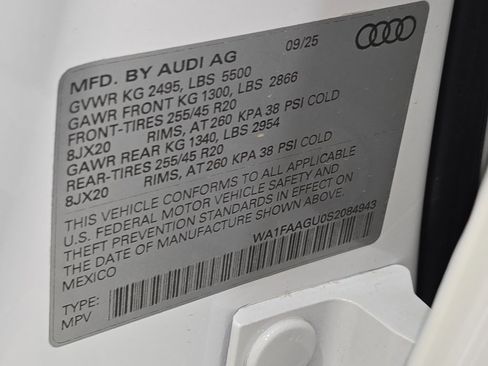 MFD. BY AUDI AG 09/25
GVWR KG 2495, LBS 5500
GAWR FRONT KG 1300, LBS 2866
FRONT-TIRES 255/45 R20
8JX20 RIMS, AT 260 KPA 38 PSI COLD
GAWR REAR KG 1340, LBS 2954
REAR-TIRES 255/45 R20
8JX20 RIMS, AT 260 KPA 38 PSI COLD
THIS VEHICLE CONFORMS TO ALL APPLICABLE
U.S. FEDERAL MOTOR VEHICLE SAFETY AND
THEFT PREVENTION STANDARDS IN EFFECT ON
THE DATE OF MANUFACTURE SHOWN ABOVE.
MEXICO WA1FAAGU0S2084943
TYPE:
MPV